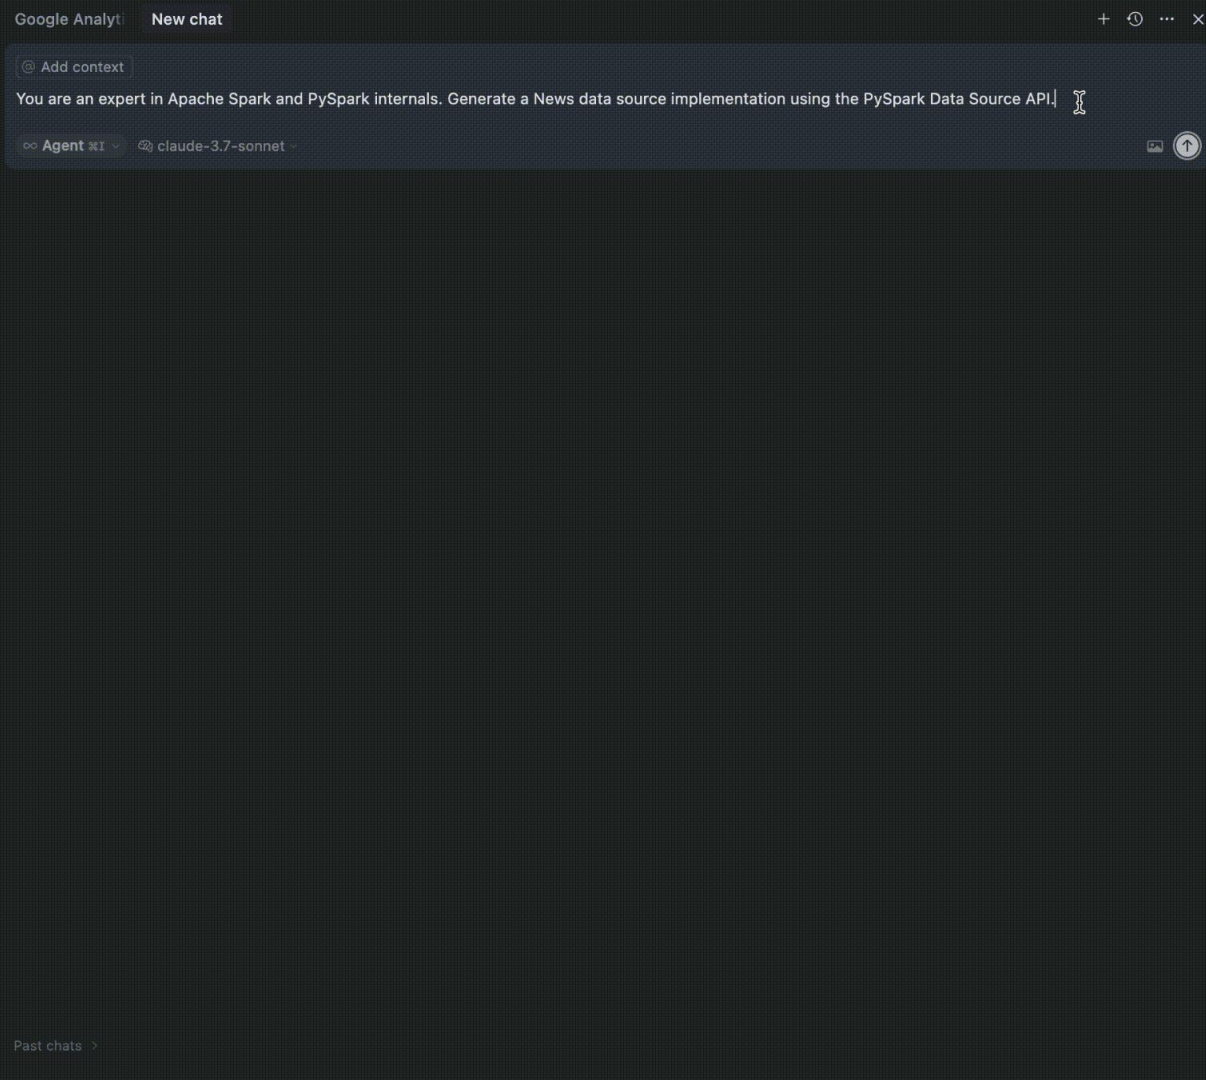 Google Analyti New chat
@ Add context
You are an expert in Apache Spark and PySpark internals. Generate a News data source implementation using the PySpark Data Source API.
∞ Agent ⌘I claude-3.7-sonnet
Past chats